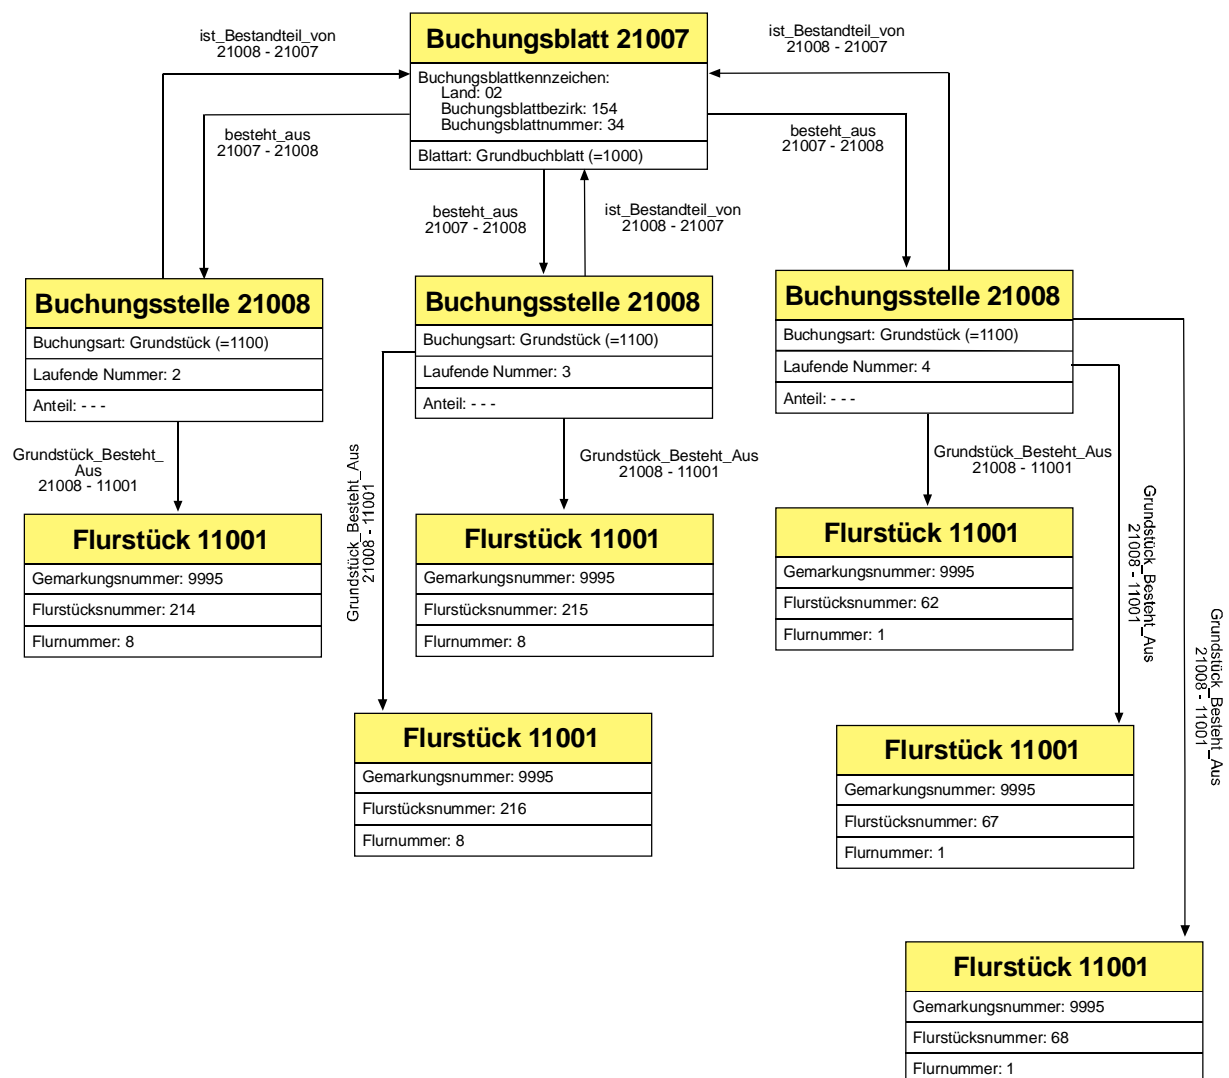 ist_Bestandteil_von
21008 - 21007
Buchungsblatt 21007
ist_Bestandteil_von
21008 - 21007
Buchungsblattkennzeichen:
Land: 02
Buchungsblattbezirk: 154
Buchungsblattnummer: 34
Blattart: Grundbuchblatt (=1000)
besteht_aus
21007 - 21008
besteht_aus
21007 - 21008
besteht_aus
21007 - 21008
ist_Bestandteil_von
21008 - 21007
Buchungsstelle 21008
Buchungsart: Grundstück (=1100)
Laufende Nummer: 2
Anteil: - - -
Buchungsstelle 21008
Buchungsart: Grundstück (=1100)
Laufende Nummer: 3
Anteil: - - -
Buchungsstelle 21008
Buchungsart: Grundstück (=1100)
Laufende Nummer: 4
Anteil: - - -
Grundstück_Besteht_
Aus
21008 - 11001
Grundstück_Besteht_Aus
21008 - 11001
Grundstück_Besteht_Aus
21008 - 11001
Grundstück_Besteht_Aus
21008 - 11001
Grundstück_Besteht_Aus
21008 - 11001
Grundstück_Besteht_Aus
21008 - 11001
Flurstück 11001
Gemarkungsnummer: 9995
Flurstücksnummer: 214
Flurnummer: 8
Flurstück 11001
Gemarkungsnummer: 9995
Flurstücksnummer: 215
Flurnummer: 8
Flurstück 11001
Gemarkungsnummer: 9995
Flurstücksnummer: 62
Flurnummer: 1
Flurstück 11001
Gemarkungsnummer: 9995
Flurstücksnummer: 216
Flurnummer: 8
Flurstück 11001
Gemarkungsnummer: 9995
Flurstücksnummer: 67
Flurnummer: 1
Flurstück 11001
Gemarkungsnummer: 9995
Flurstücksnummer: 68
Flurnummer: 1